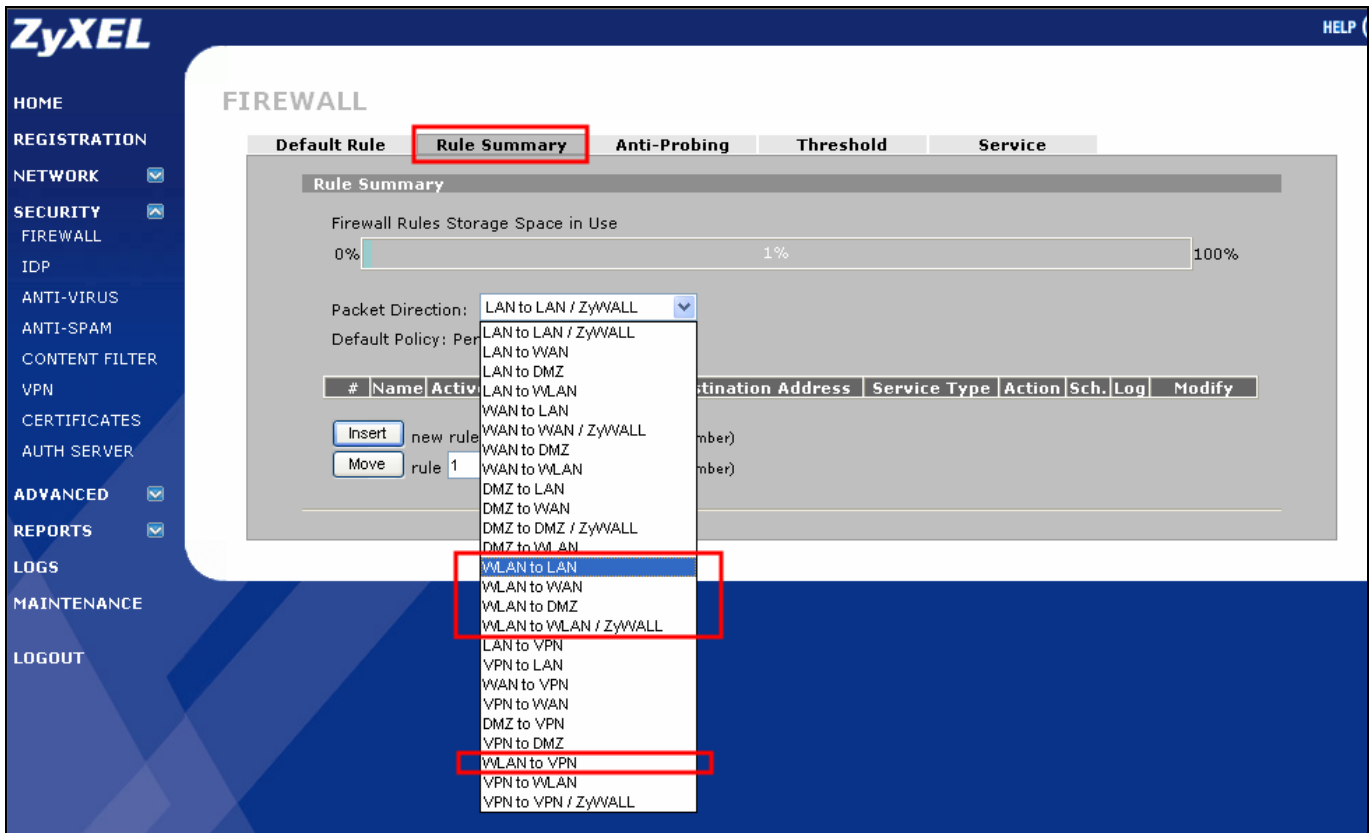 ZyXEL
HELP
HOME
REGISTRATION
NETWORK
SECURITY
FIREWALL
IDP
ANTI-VIRUS
ANTI-SPAM
CONTENT FILTER
VPN
CERTIFICATES
AUTH SERVER
ADVANCED
REPORTS
LOGS
MAINTENANCE
LOGOUT
FIREWALL
Default Rule Rule Summary Anti-Probing Threshold Service
Rule Summary
Firewall Rules Storage Space in Use
0% 1% 100%
Packet Direction: LAN to LAN / ZyWALL
Default Policy: Per
# Name Activ stination Address Service Type Action Sch. Log Modify
Insert new rule mber)
Move rule 1 mber)
LAN to LAN / ZyWALL
LAN to WAN
LAN to DMZ
LAN to WLAN
WAN to LAN
WAN to WAN / ZyWALL
WAN to DMZ
WAN to WLAN
DMZ to LAN
DMZ to WAN
DMZ to DMZ / ZyWALL
DMZ to WLAN
WLAN to LAN
WLAN to WAN
WLAN to DMZ
WLAN to WLAN / ZyWALL
LAN to VPN
VPN to LAN
WAN to VPN
VPN to WAN
DMZ to VPN
VPN to DMZ
WLAN to VPN
VPN to WLAN
VPN to VPN / ZyWALL